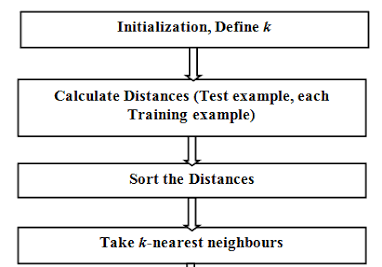 Initialization, Define k
Calculate Distances (Test example, each
Training example)
Sort the Distances
Take k-nearest neighbours